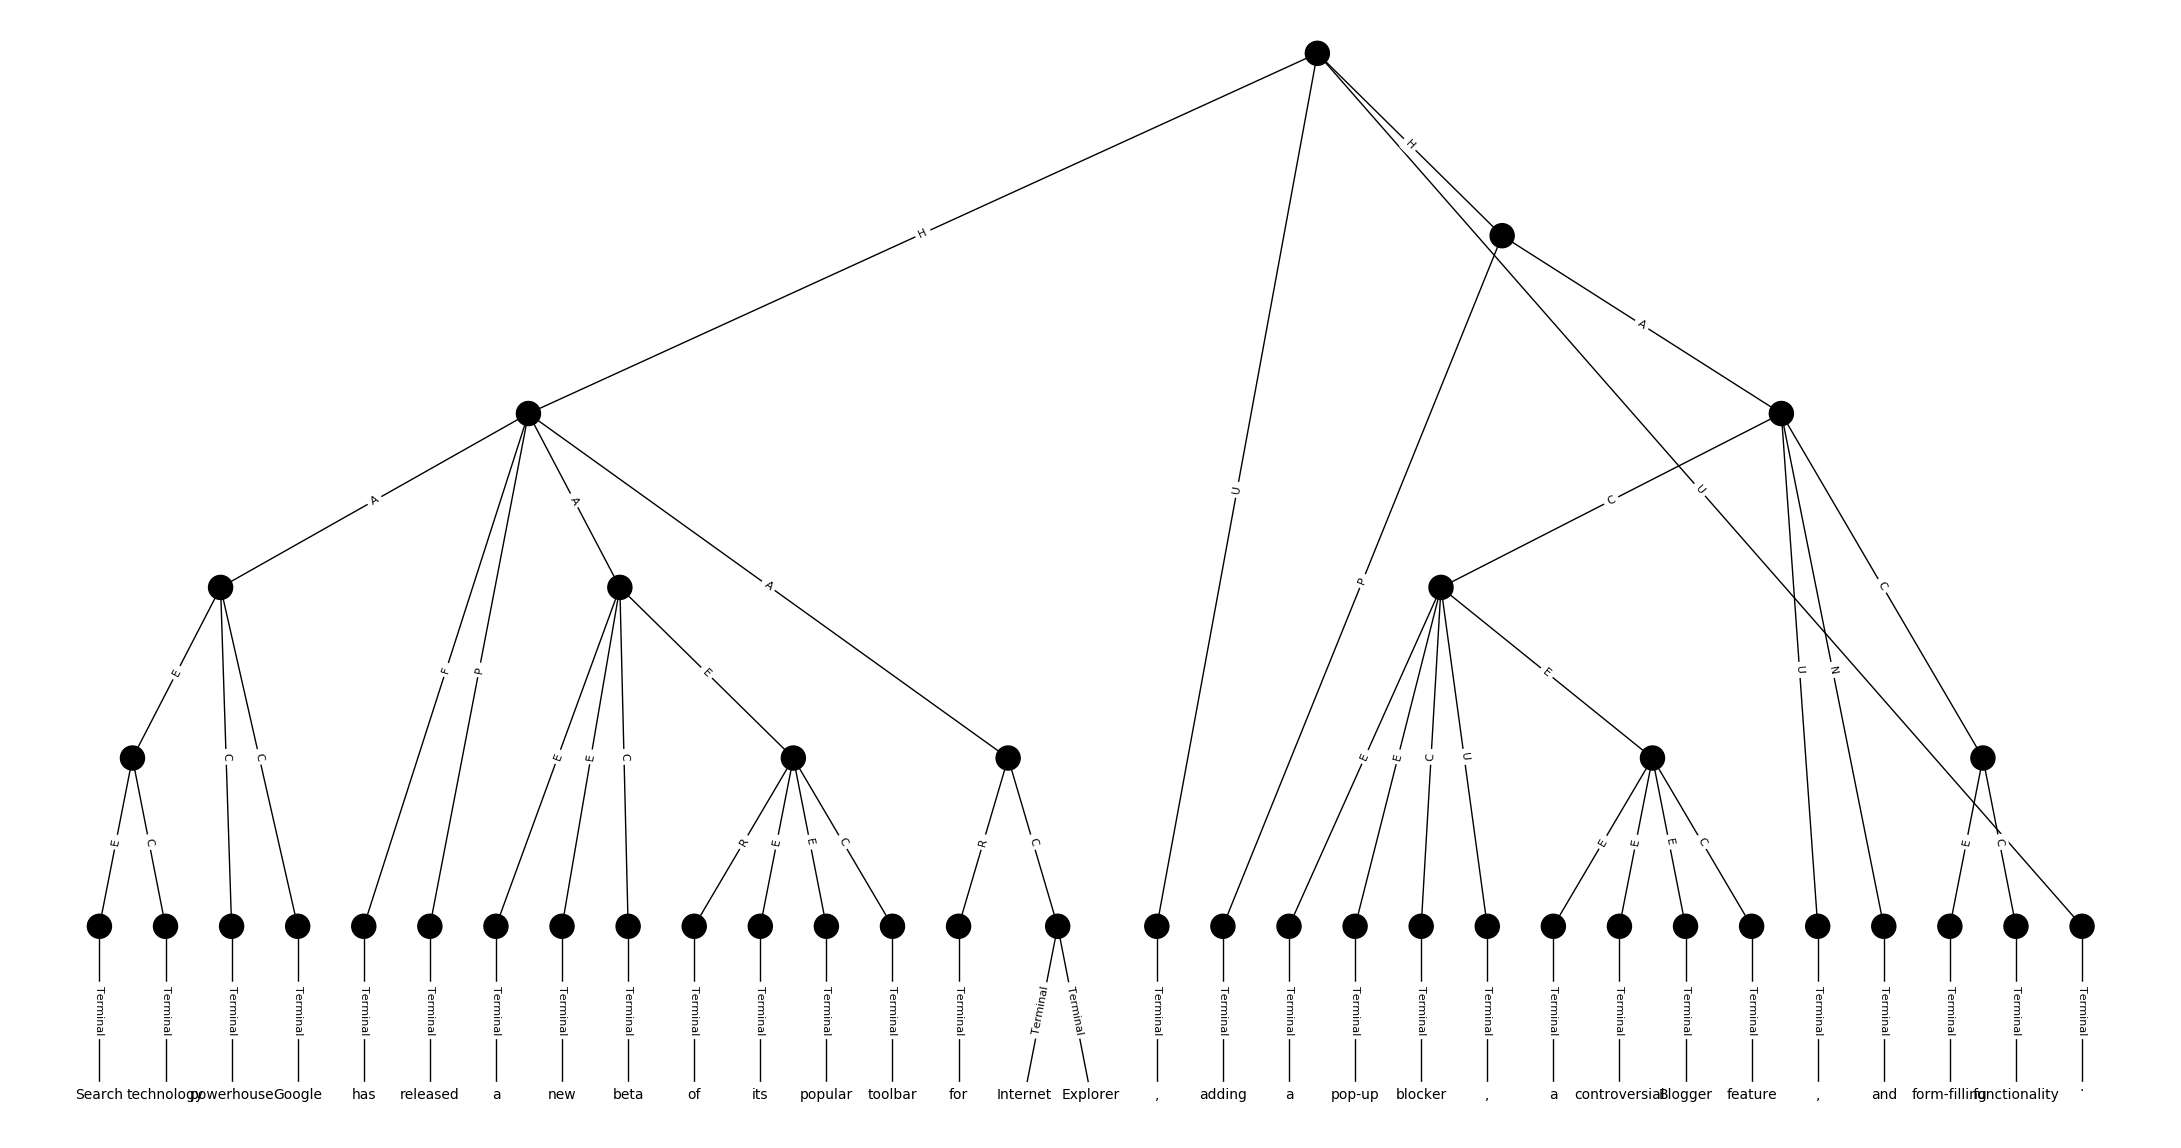 H
H
A
U
U
A
A
C
P
A
C
E
F
P
E
E
U
N
C
C
E
E
C
E
E
C
U
E
C
R
E
E
C
R
C
E
E
E
C
E
C
Terminal Terminal Terminal Terminal Terminal Terminal Terminal Terminal Terminal Terminal Terminal Terminal Terminal Terminal Terminal Terminal Terminal Terminal Terminal Terminal Terminal Terminal Terminal Terminal Terminal Terminal Terminal Terminal Terminal Terminal Terminal
Search technology powerhouse Google has released a new beta of its popular toolbar for Internet Explorer , adding a pop-up blocker , a controversial Blogger feature , and form-filling functionality .